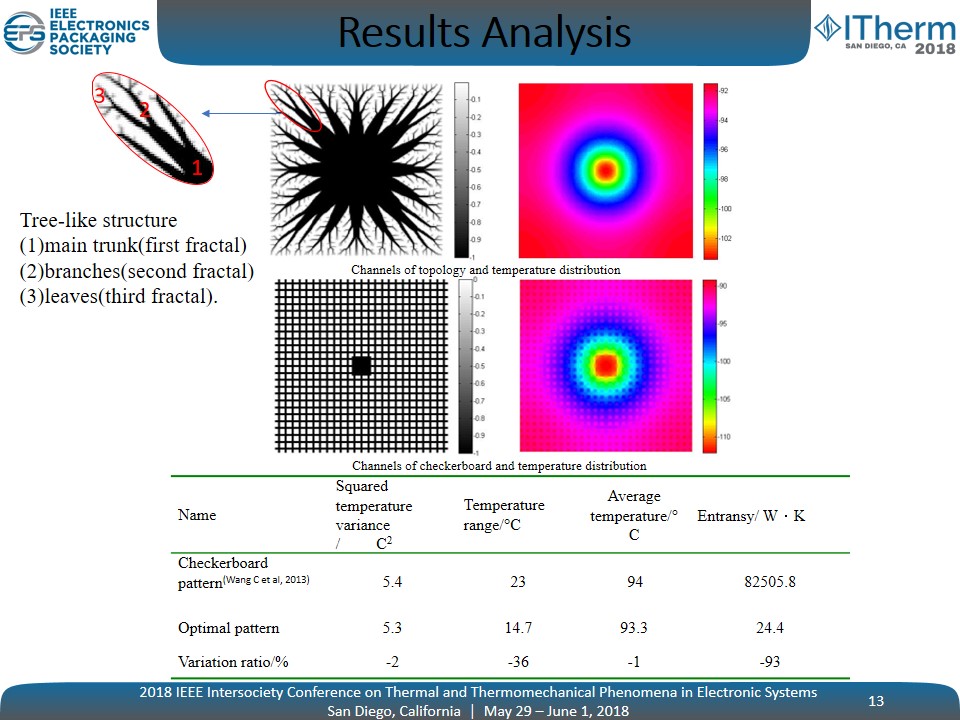 IEEE
ELECTRONICS
PACKAGING
SOCIETY
EPS
Results Analysis
ITherm
SAN DIEGO, CA 2018
3
2
1
Tree-like structure
(1)main trunk(first fractal)
(2)branches(second fractal)
(3)leaves(third fractal).
-0.1
-0.2
-0.3
-0.4
-0.5
-0.6
-0.7
-0.8
-0.9
-1
-92
-94
-96
-98
-100
-102
Channels of topology and temperature distribution
0
-0.1
-0.2
-0.3
-0.4
-0.5
-0.6
-0.7
-0.8
-0.9
-1
-90
-95
-100
-105
-110
Channels of checkerboard and temperature distribution
Name
Squared
temperature
variance
/ C2
Temperature
range/°C
Average
temperature/°
C
Entransy/ W·K
Checkerboard
pattern(Wang C et al, 2013) 5.4 23 94 82505.8
Optimal pattern 5.3 14.7 93.3 24.4
Variation ratio/% -2 -36 -1 -93
2018 IEEE Intersociety Conference on Thermal and Thermomechanical Phenomena in Electronic Systems
San Diego, California | May 29 – June 1, 2018
13